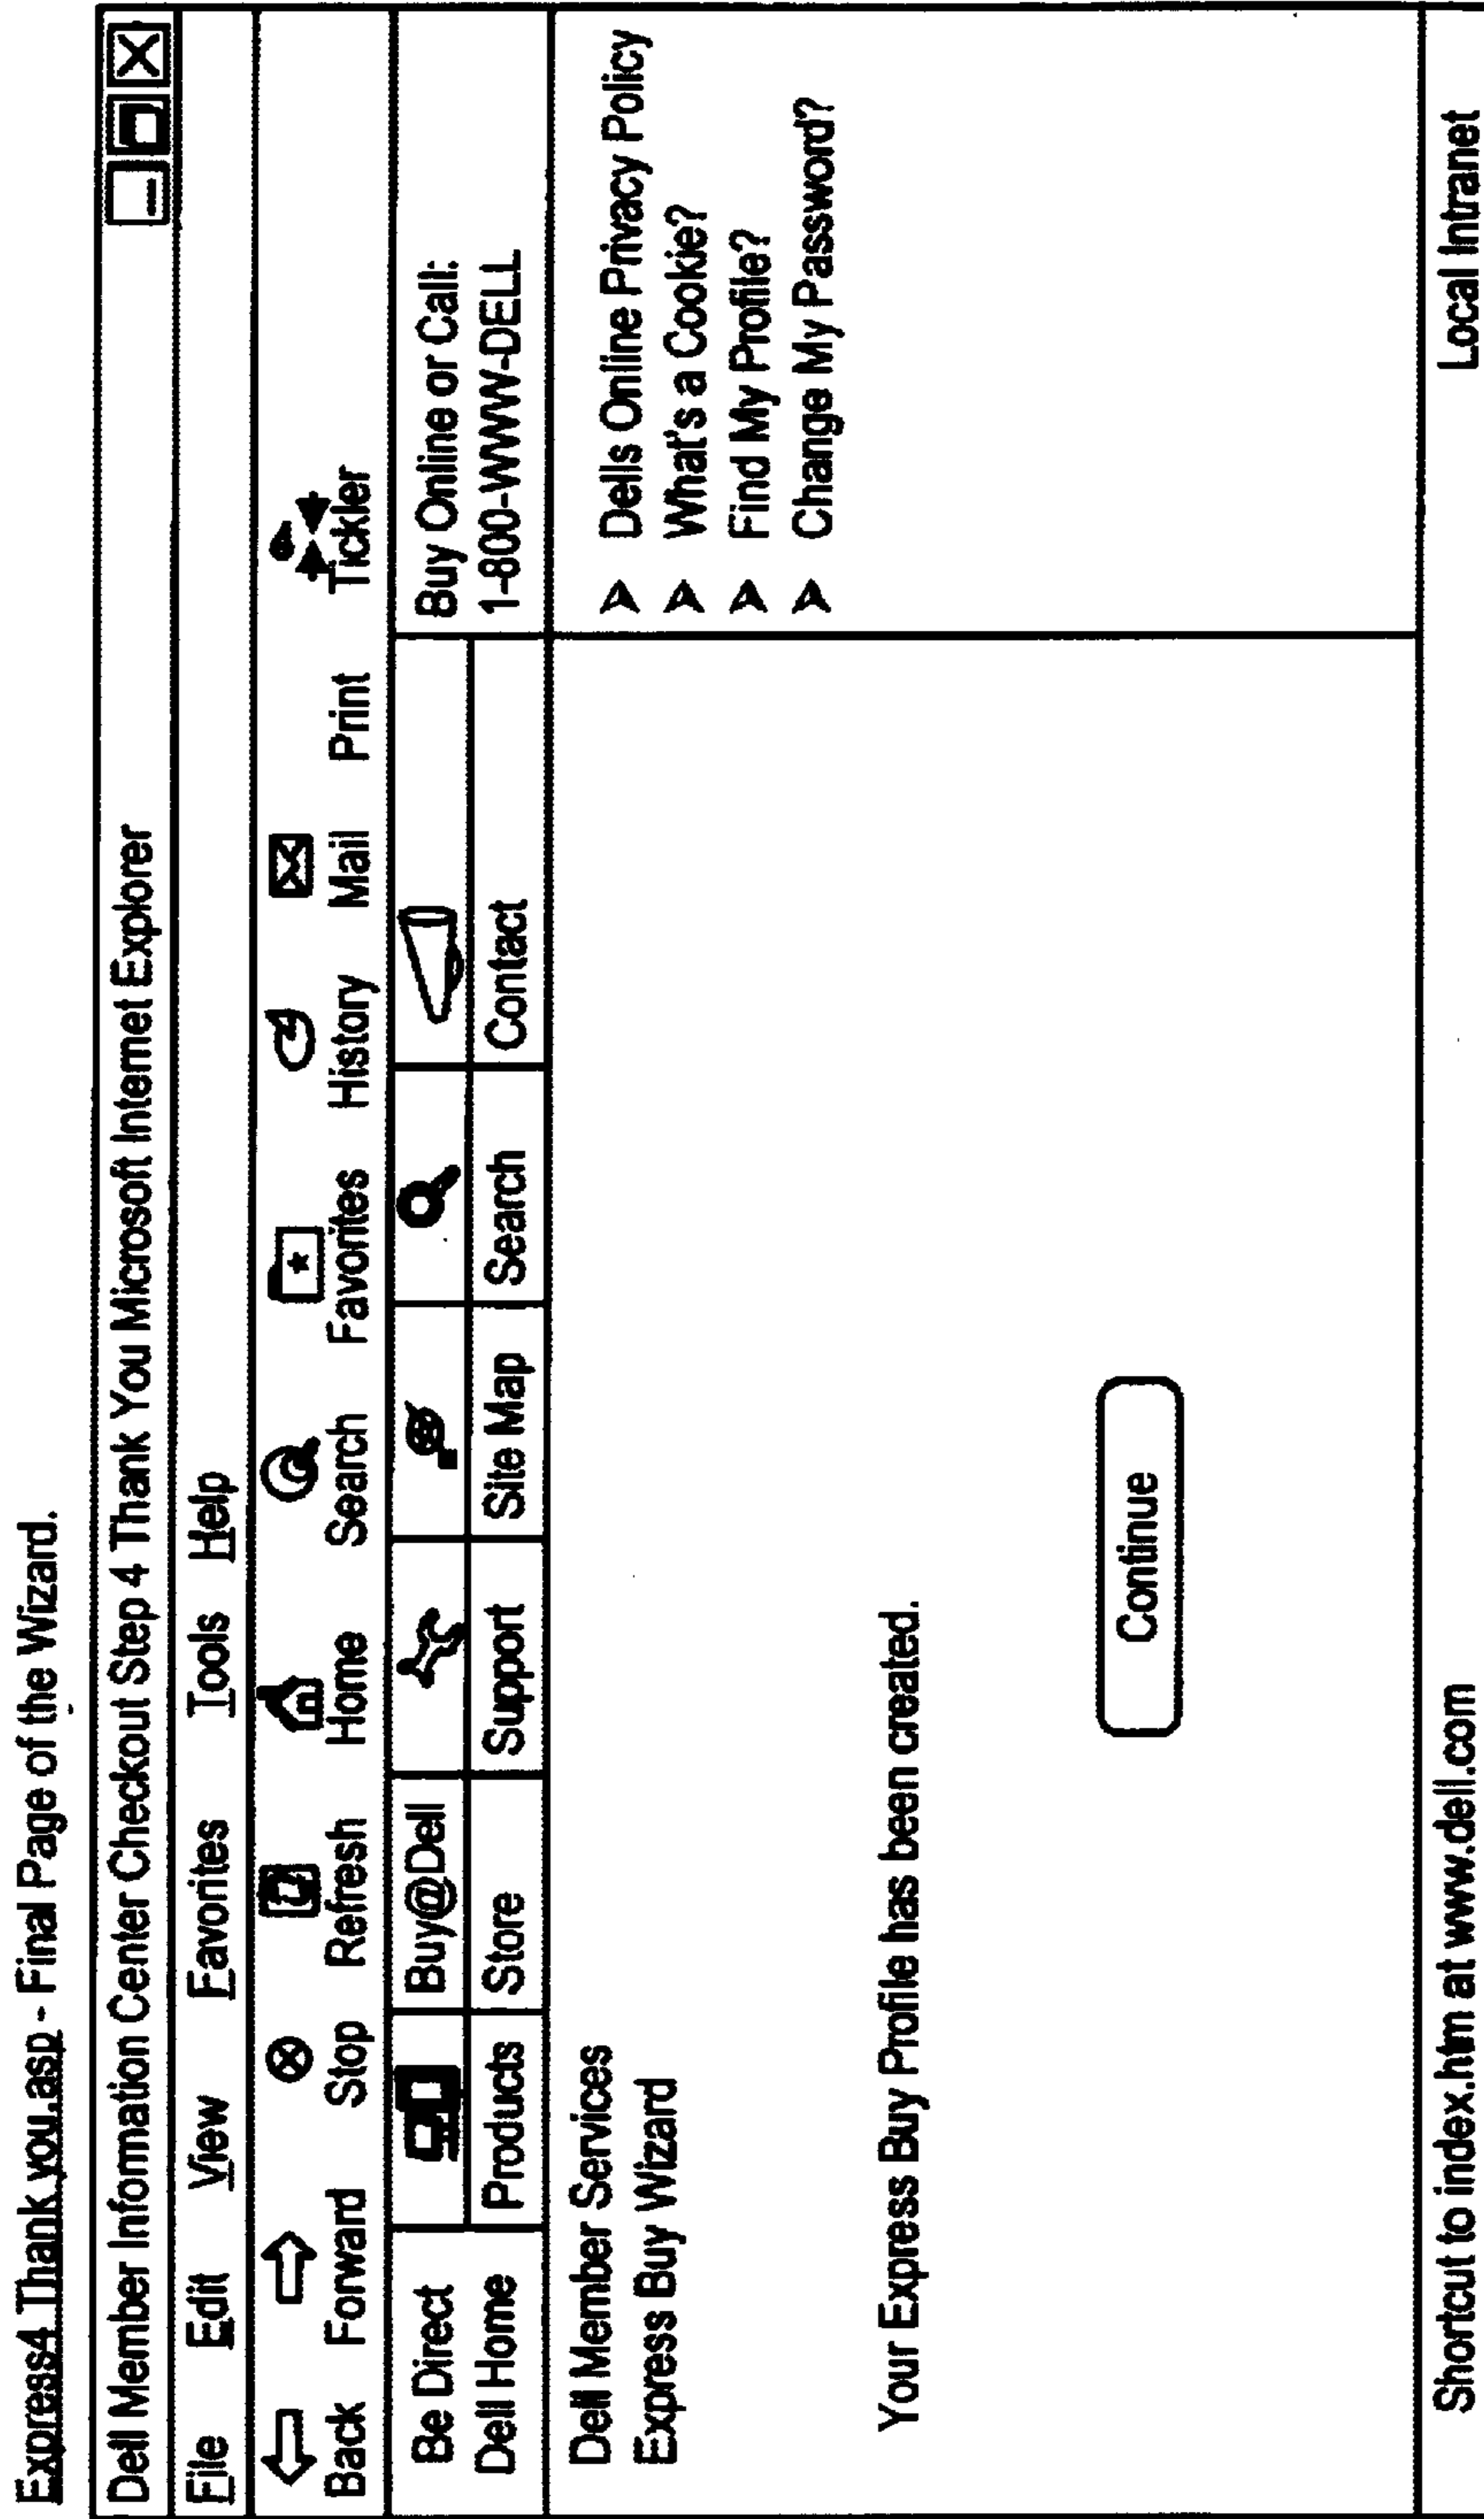 Express4 Thank you.asp - Final Page of the Wizard.
Dell Member Information Center Checkout Step 4 Thank You Microsoft Internet Explorer
File Edit View Favorites Tools Help
Back Forward Stop Refresh Home Search Favorites History Mail Print Tickler
Be Direct Buy@Dell Buy Online or Call:
Dell Home Products Store Support Site Map Search Contact 1-800-WWW-DELL
Dell Member Services
Express Buy Wizard
Dells Online Privacy Policy
What's a Cookie?
Find My Profile?
Change My Password?
Your Express Buy Profile has been created.
Continue
Shortcut to index.htm at www.dell.com Local Intranet